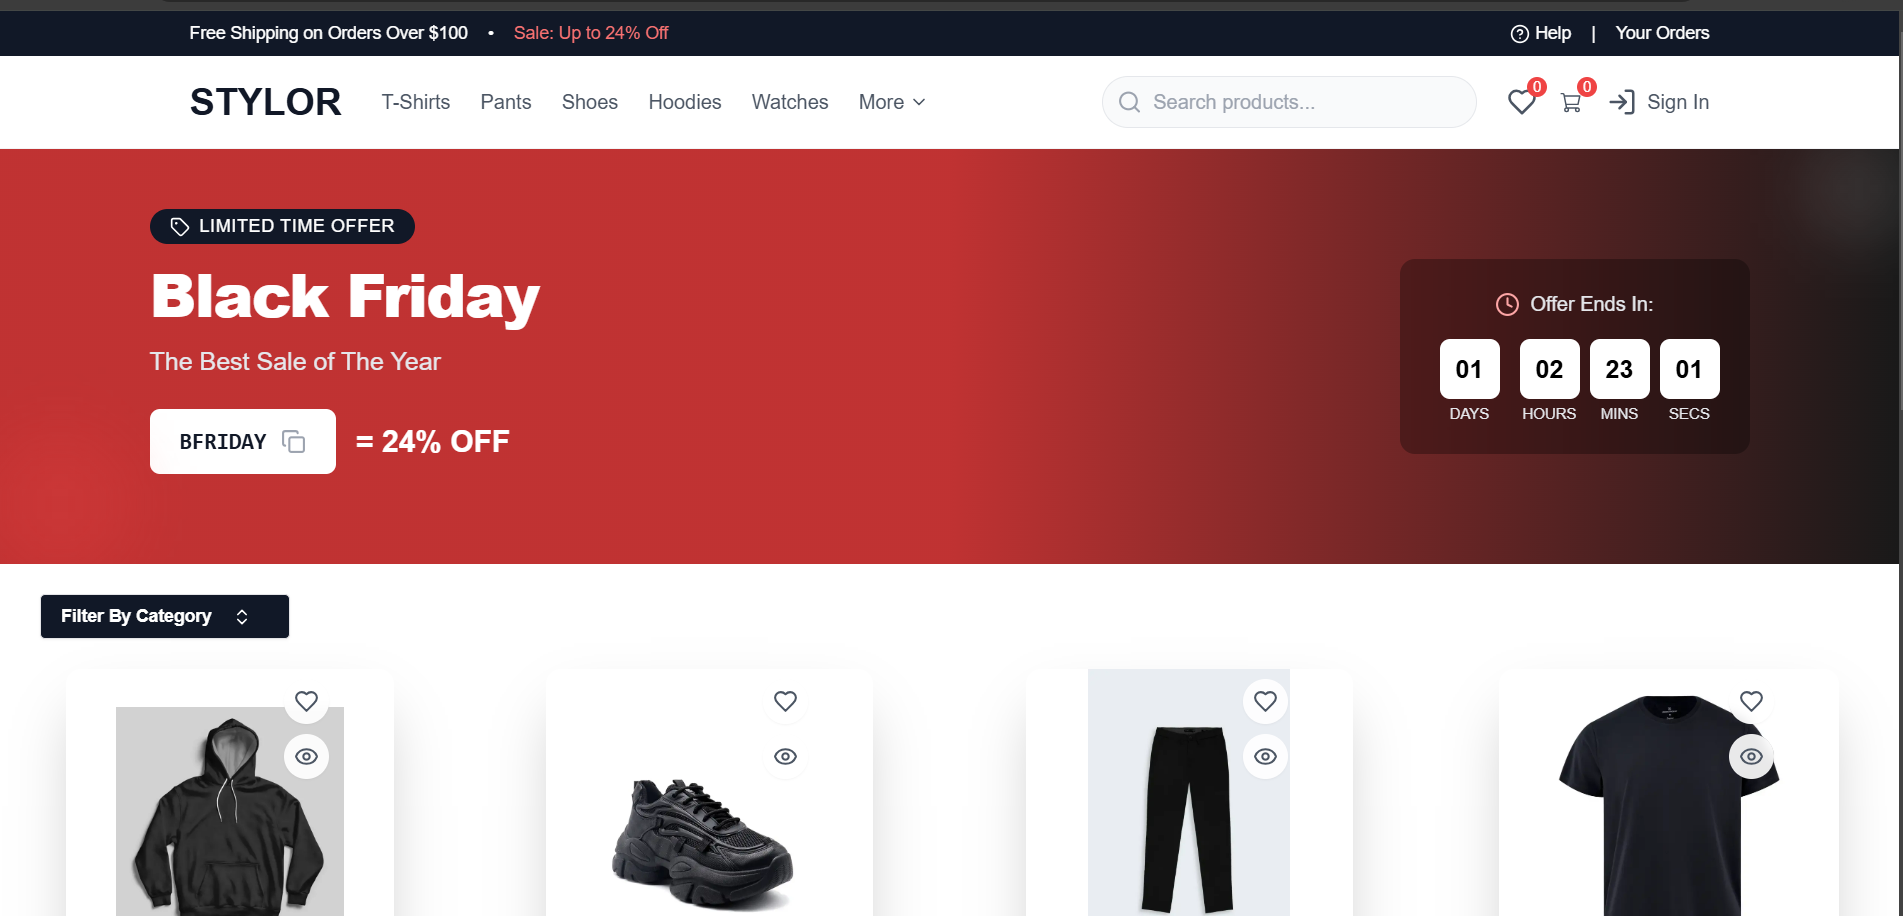 Free Shipping on Orders Over $100 • Sale: Up to 24% Off Help | Your Orders
STYLOR T-Shirts Pants Shoes Hoodies Watches More Search products... 0 0 Sign In
LIMITED TIME OFFER
Black Friday
The Best Sale of The Year
BFRIDAY = 24% OFF
Offer Ends In:
01 02 23 01
DAYS HOURS MINS SECS
Filter By Category